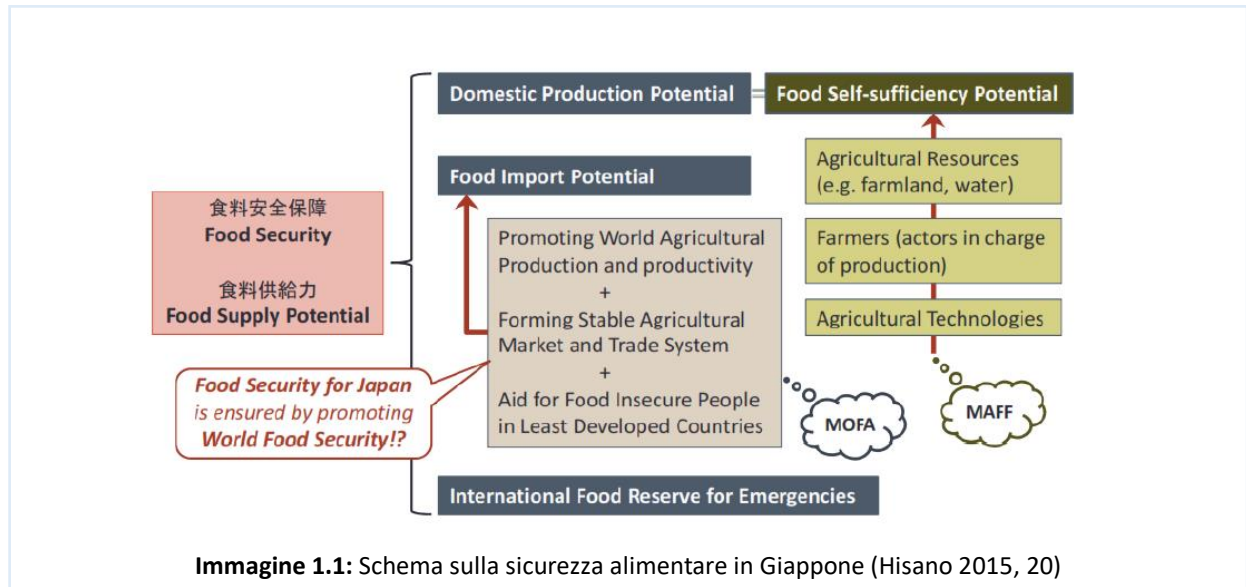 食料安全保障
Food Security
食料供給力
Food Supply Potential
Food Security for Japan
is ensured by promoting
World Food Security!?
Domestic Production Potential
Food Import Potential
Promoting World Agricultural
Production and productivity
+
Forming Stable Agricultural
Market and Trade System
+
Aid for Food Insecure People
in Least Developed Countries
MOFA
International Food Reserve for Emergencies
=
Food Self-sufficiency Potential
Agricultural Resources
(e.g. farmland, water)
Farmers (actors in charge
of production)
Agricultural Technologies
MAFF
Immagine 1.1: Schema sulla sicurezza alimentare in Giappone (Hisano 2015, 20)